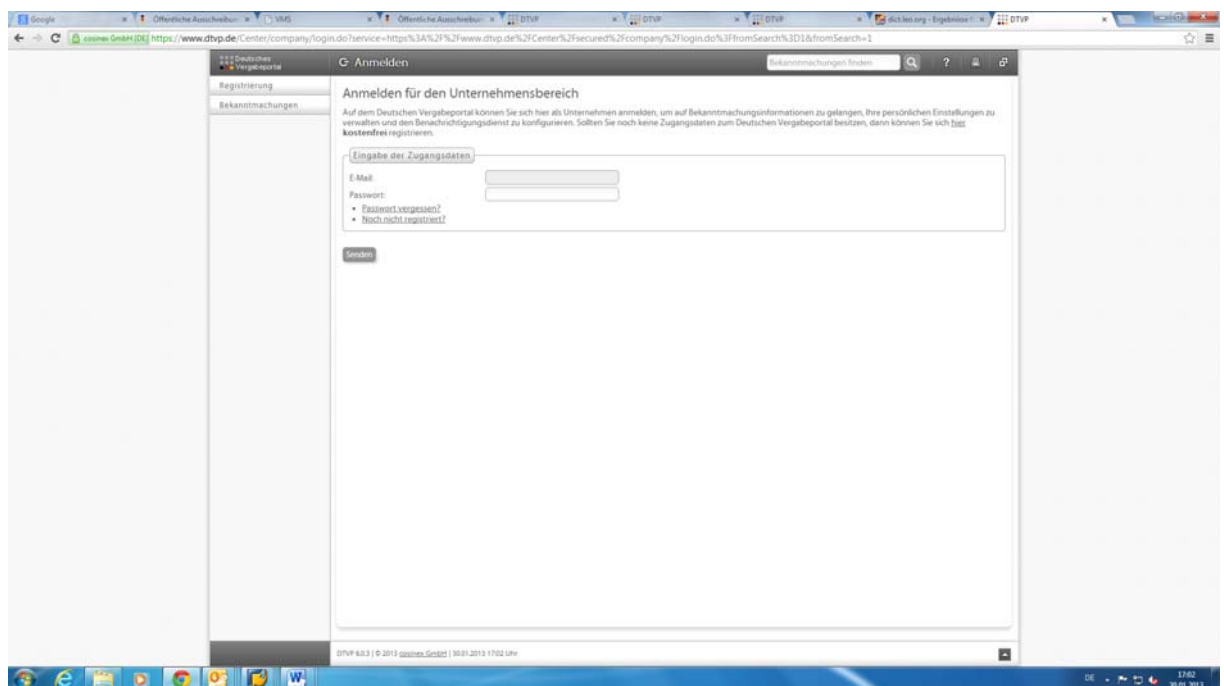 Google
Öffentliche Ausschreibun
VMS
Öffentliche Ausschreibun
DTVP
DTVP
DTVP
dict.leo.org - Ergebnisse f
DTVP
cosinex GmbH [DE] https://www.dtvp.de/Center/company/login.do?service=https%3A%2F%2Fwww.dtvp.de%2FCenter%2Fsecured%2Fcompany%2Flogin.do%3FfromSearch%3D1&fromSearch=1
Deutsches
Vergabeportal
Anmelden
Bekanntmachungen finden
?
Registrierung
Bekanntmachungen
Anmelden für den Unternehmensbereich
Auf dem Deutschen Vergabeportal können Sie sich hier als Unternehmen anmelden, um auf Bekanntmachungsinformationen zu gelangen, Ihre persönlichen Einstellungen zu
verwalten und den Benachrichtigungsdienst zu konfigurieren. Sollten Sie noch keine Zugangsdaten zum Deutschen Vergabeportal besitzen, dann können Sie sich hier
kostenfrei registrieren.
Eingabe der Zugangsdaten
E-Mail:
Passwort:
Passwort vergessen?
Noch nicht registriert?
Senden
DTVP 6.0.3 | © 2013 cosinex GmbH | 30.01.2013 17:02 Uhr
DE
17:02
30.01.2013